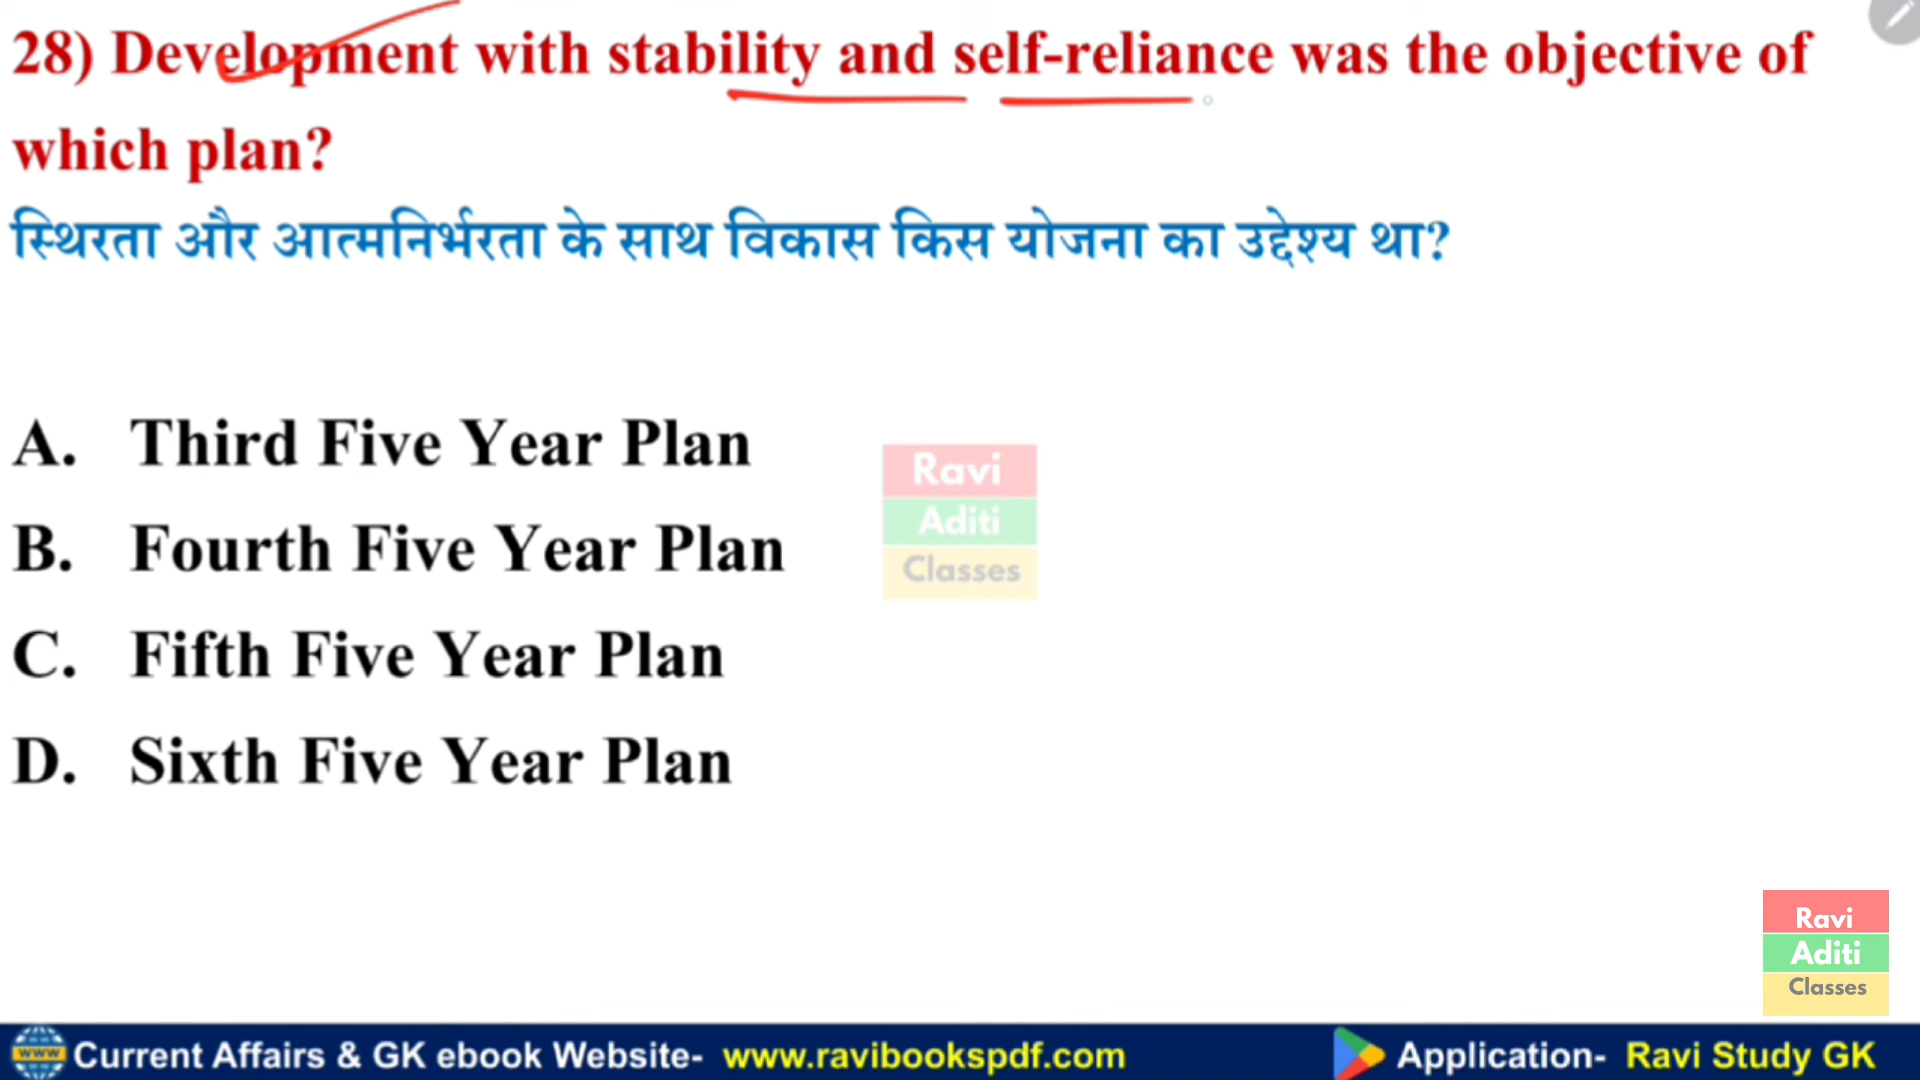 28) Development with stability and self-reliance was the objective of
which plan?
स्थिरता और आत्मनिर्भरता के साथ विकास किस योजना का उद्देश्य था?
A. Third Five Year Plan
B. Fourth Five Year Plan
C. Fifth Five Year Plan
D. Sixth Five Year Plan
Ravi
Aditi
Classes
Ravi
Aditi
Classes
www Current Affairs & GK ebook Website- www.ravibookspdf.com Application- Ravi Study GK